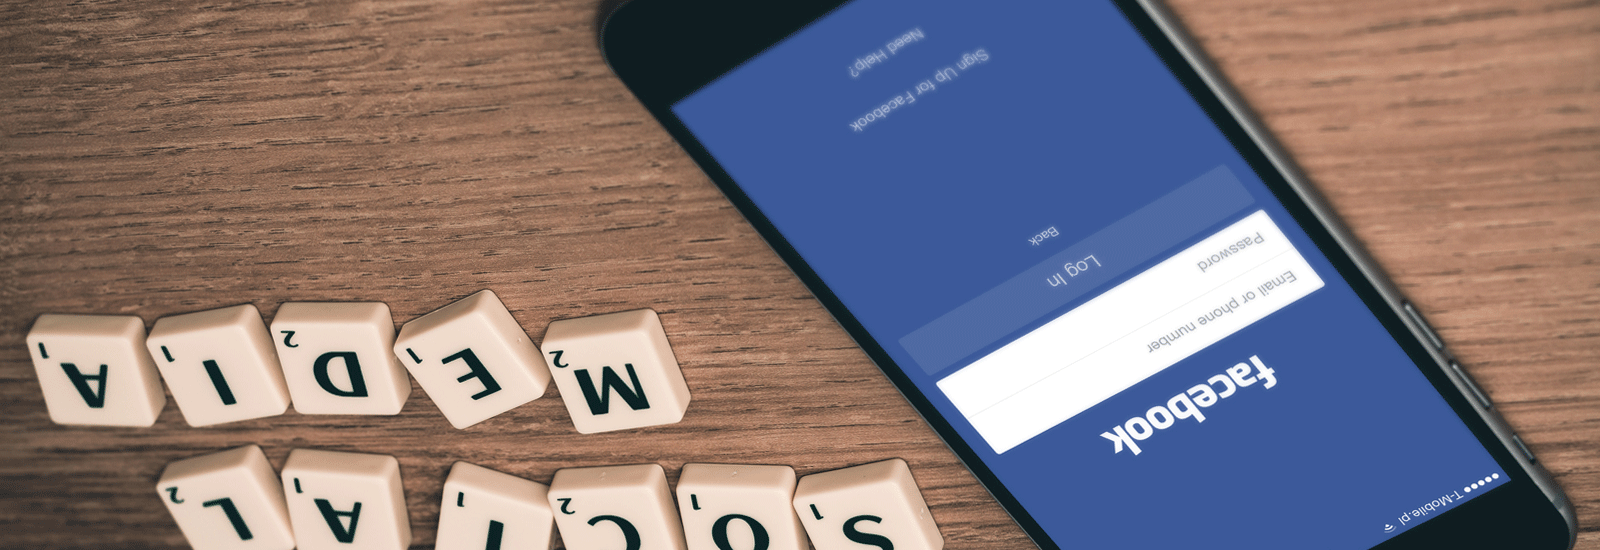 SOCIAL
MEDIA
T-Mobile.pl
facebook
Email or phone number
Password
Log In
Back
Sign Up for Facebook
Need Help?